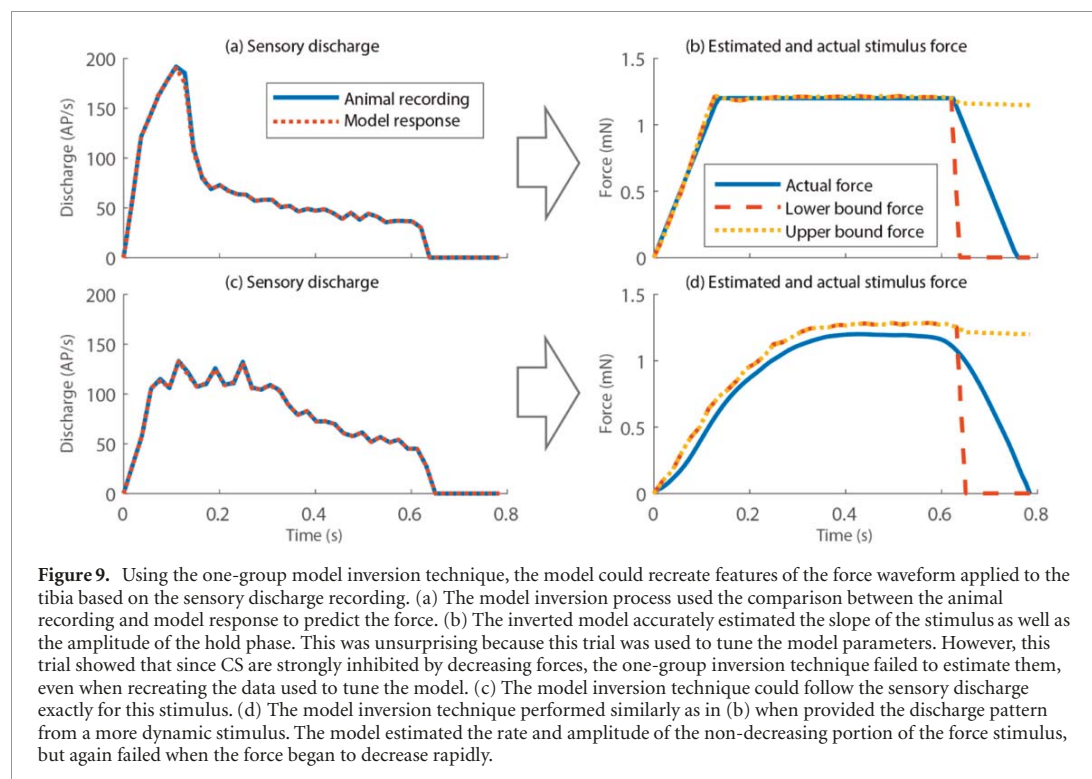 (a) Sensory discharge
200
150
100
50
0
Discharge (AP/s)
Animal recording
Model response
(b) Estimated and actual stimulus force
1.5
1
0.5
0
Force (mN)
Actual force
Lower bound force
Upper bound force
(c) Sensory discharge
200
150
100
50
0
Discharge (AP/s)
0 0.2 0.4 0.6 0.8
Time (s)
(d) Estimated and actual stimulus force
1.5
1
0.5
0
Force (mN)
0 0.2 0.4 0.6 0.8
Time (s)
Figure 9. Using the one-group model inversion technique, the model could recreate features of the force waveform applied to the
tibia based on the sensory discharge recording. (a) The model inversion process used the comparison between the animal
recording and model response to predict the force. (b) The inverted model accurately estimated the slope of the stimulus as well as
the amplitude of the hold phase. This was unsurprising because this trial was used to tune the model parameters. However, this
trial showed that since CS are strongly inhibited by decreasing forces, the one-group inversion technique failed to estimate them,
even when recreating the data used to tune the model. (c) The model inversion technique could follow the sensory discharge
exactly for this stimulus. (d) The model inversion technique performed similarly as in (b) when provided the discharge pattern
from a more dynamic stimulus. The model estimated the rate and amplitude of the non-decreasing portion of the force stimulus,
but again failed when the force began to decrease rapidly.